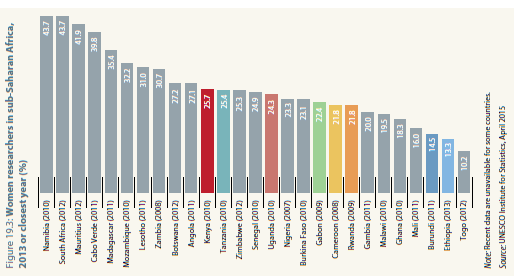 Figure 19.3: Women researchers in sub-Saharan Africa,
2013 or closest year (%)
43.7
43.7
41.9
39.8
35.4
32.2
31.0
30.7
27.2
27.1
25.7
25.4
25.3
24.9
24.3
23.3
23.1
22.4
21.8
21.8
20.0
19.5
18.3
16.0
14.5
13.3
10.2
Namibia (2010)
South Africa (2012)
Mauritius (2012)
Cabo Verde (2011)
Madagascar (2011)
Mozambique (2010)
Lesotho (2011)
Zambia (2008)
Botswana (2012)
Angola (2011)
Kenya (2010)
Tanzania (2010)
Zimbabwe (2012)
Senegal (2010)
Uganda (2010)
Nigeria (2007)
Burkina Faso (2010)
Gabon (2009)
Cameroon (2008)
Rwanda (2009)
Gambia (2011)
Malawi (2010)
Ghana (2010)
Mali (2011)
Burundi (2011)
Ethiopia (2013)
Togo (2012)
Note: Recent data are unavailable for some countries.
Source: UNESCO Institute for Statistics, April 2015